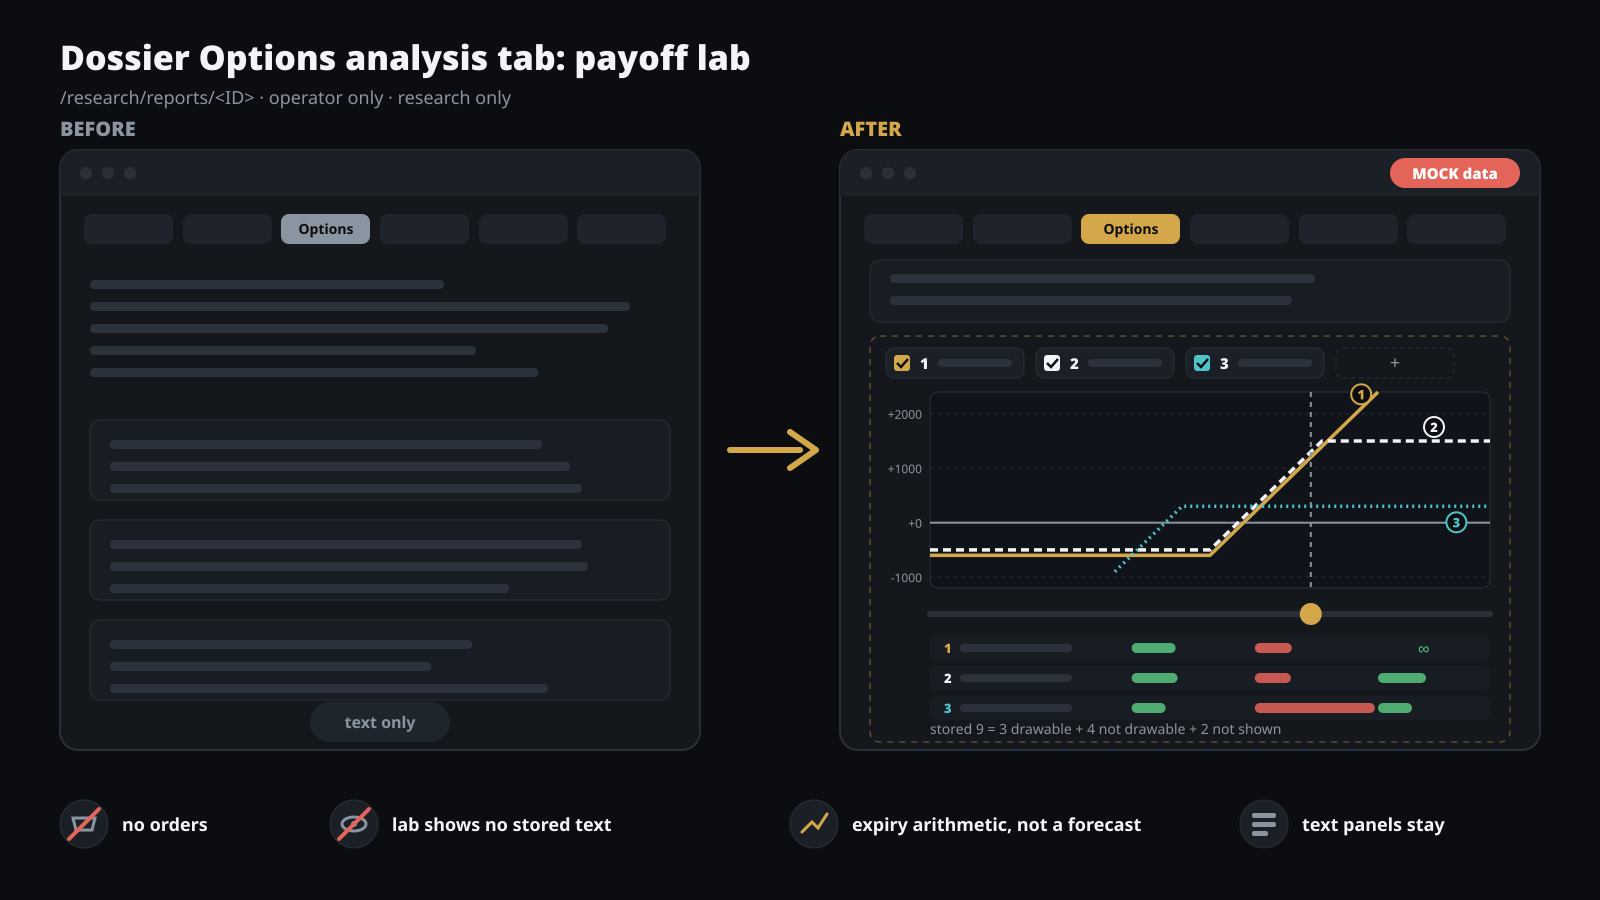 Dossier Options analysis tab: payoff lab
/research/reports/<ID> · operator only · research only
BEFORE
Options
text only
AFTER
MOCK data
Options
1
2
3
+
+2000
+1000
+0
-1000
1
2
3
1
∞
2
3
stored 9 = 3 drawable + 4 not drawable + 2 not shown
no orders
lab shows no stored text
expiry arithmetic, not a forecast
text panels stay